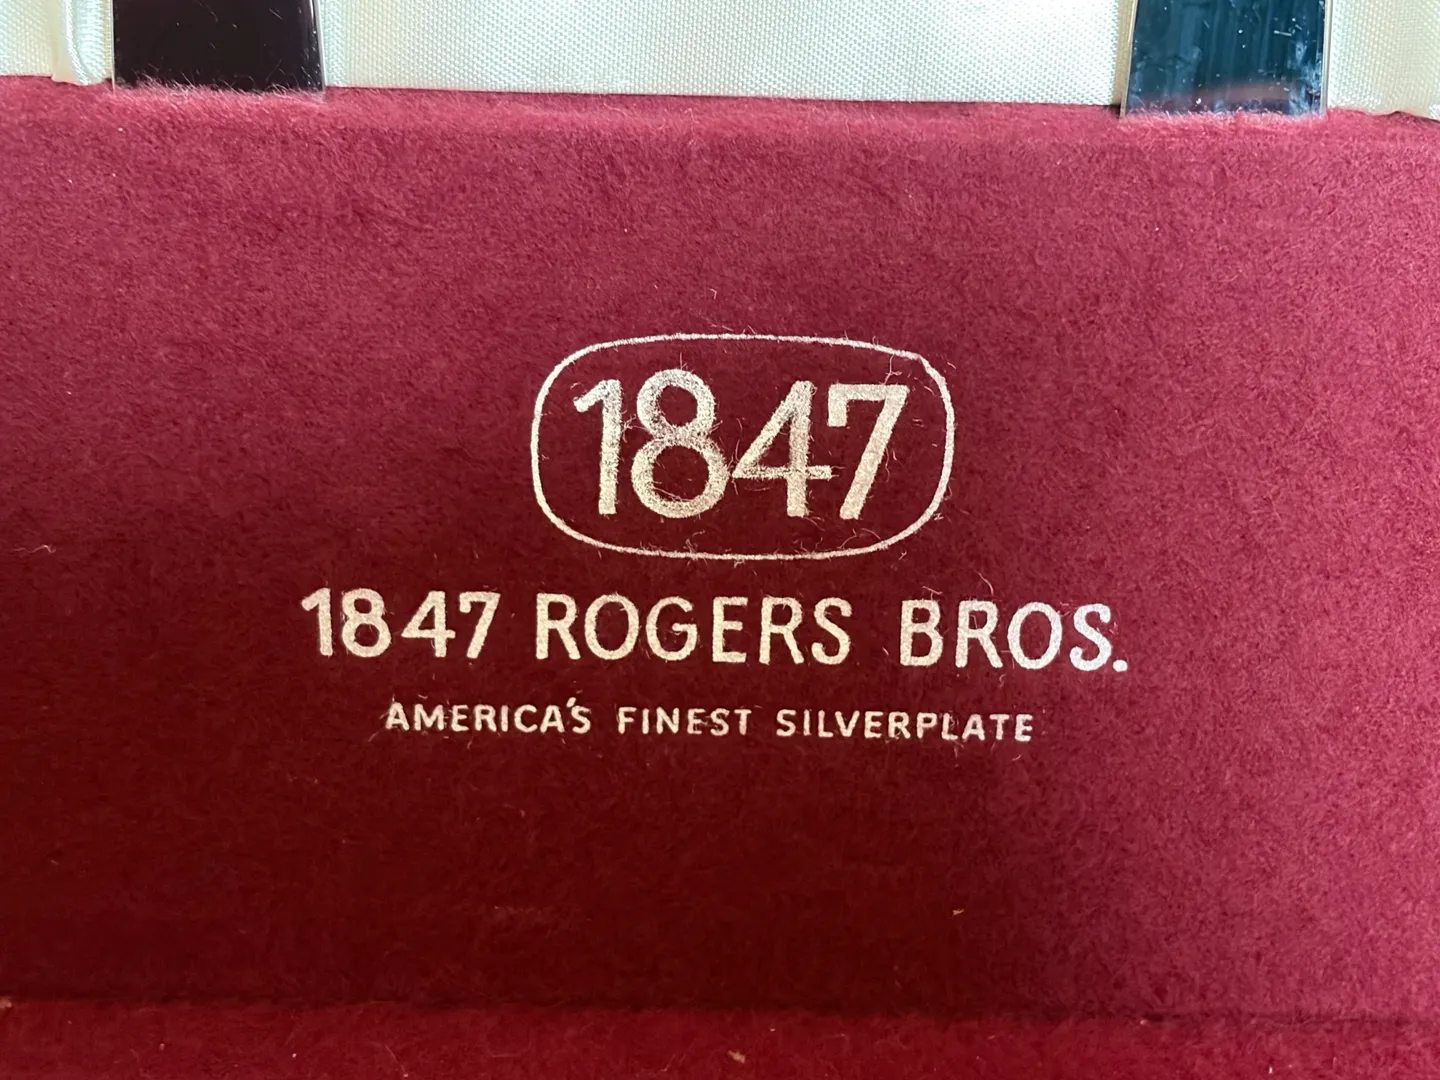 1847
1847 ROGERS BROS.
AMERICA'S FINEST SILVERPLATE